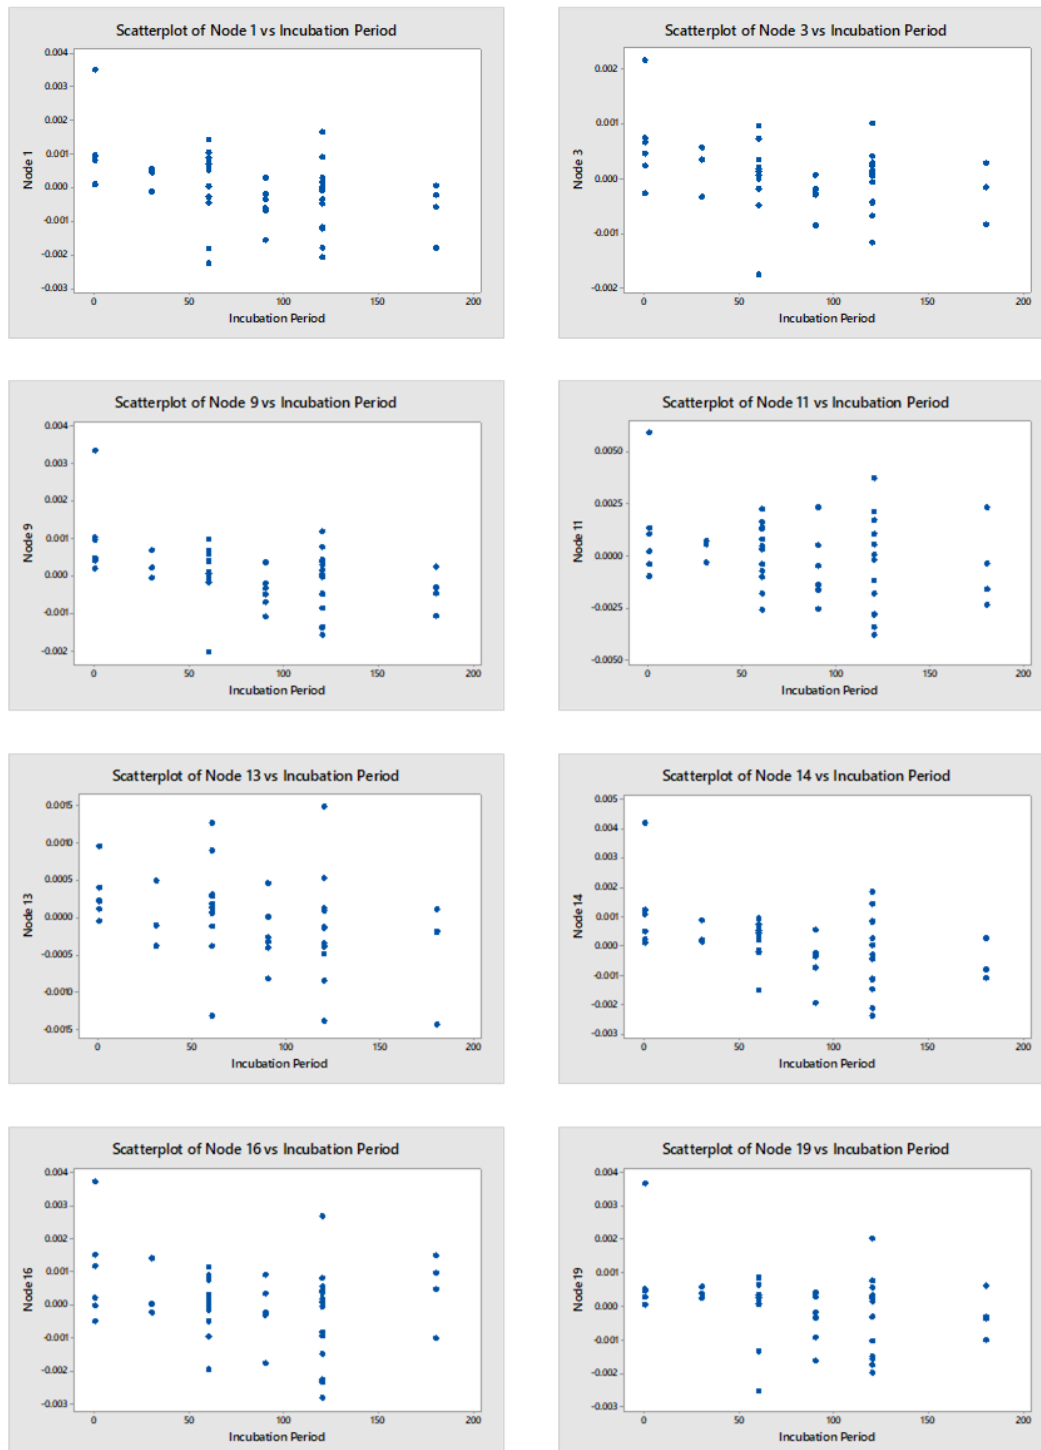 Scatterplot of Node 1 vs Incubation Period
0.004
0.003
0.002
0.001
0.000
-0.001
-0.002
-0.003
Node 1
0 50 100 150 200
Incubation Period
Scatterplot of Node 3 vs Incubation Period
0.002
0.001
0.000
-0.001
-0.002
Node 3
0 50 100 150 200
Incubation Period
Scatterplot of Node 9 vs Incubation Period
0.004
0.003
0.002
0.001
0.000
-0.001
-0.002
Node 9
0 50 100 150 200
Incubation Period
Scatterplot of Node 11 vs Incubation Period
0.0050
0.0025
0.0000
-0.0025
-0.0050
Node 11
0 50 100 150 200
Incubation Period
Scatterplot of Node 13 vs Incubation Period
0.0015
0.0010
0.0005
0.0000
-0.0005
-0.0010
-0.0015
Node 13
0 50 100 150 200
Incubation Period
Scatterplot of Node 14 vs Incubation Period
0.005
0.004
0.003
0.002
0.001
0.000
-0.001
-0.002
-0.003
Node 14
0 50 100 150 200
Incubation Period
Scatterplot of Node 16 vs Incubation Period
0.004
0.003
0.002
0.001
0.000
-0.001
-0.002
-0.003
Node 16
0 50 100 150 200
Incubation Period
Scatterplot of Node 19 vs Incubation Period
0.004
0.003
0.002
0.001
0.000
-0.001
-0.002
-0.003
Node 19
0 50 100 150 200
Incubation Period